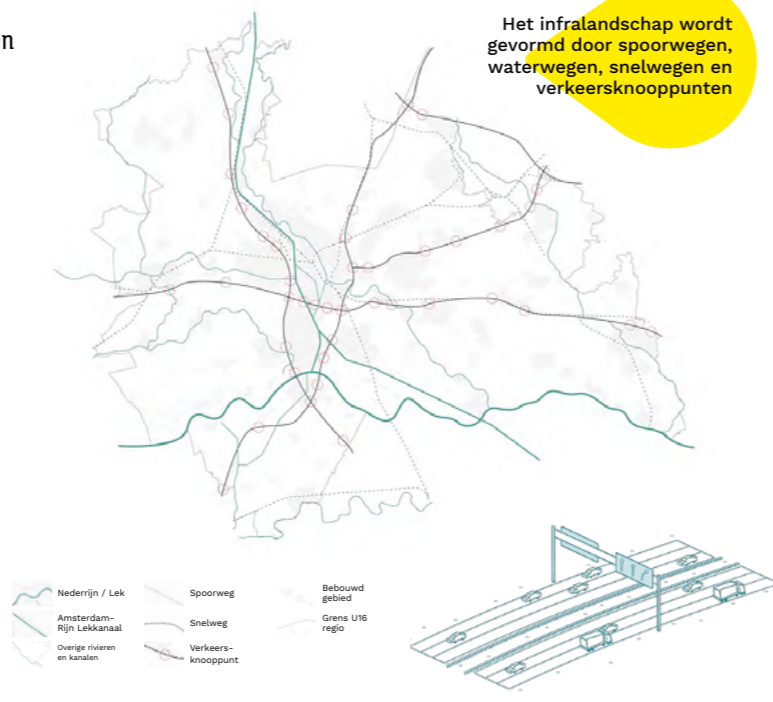 n
Het infralandschap wordt
gevormd door spoorwegen,
waterwegen, snelwegen en
verkeersknooppunten
Nederrijn / Lek
Amsterdam-
Rijn Lekkanaal
Overige rivieren
en kanalen
Spoorweg
Snelweg
Verkeers-
knooppunt
Bebouwd
gebied
Grens U16
regio